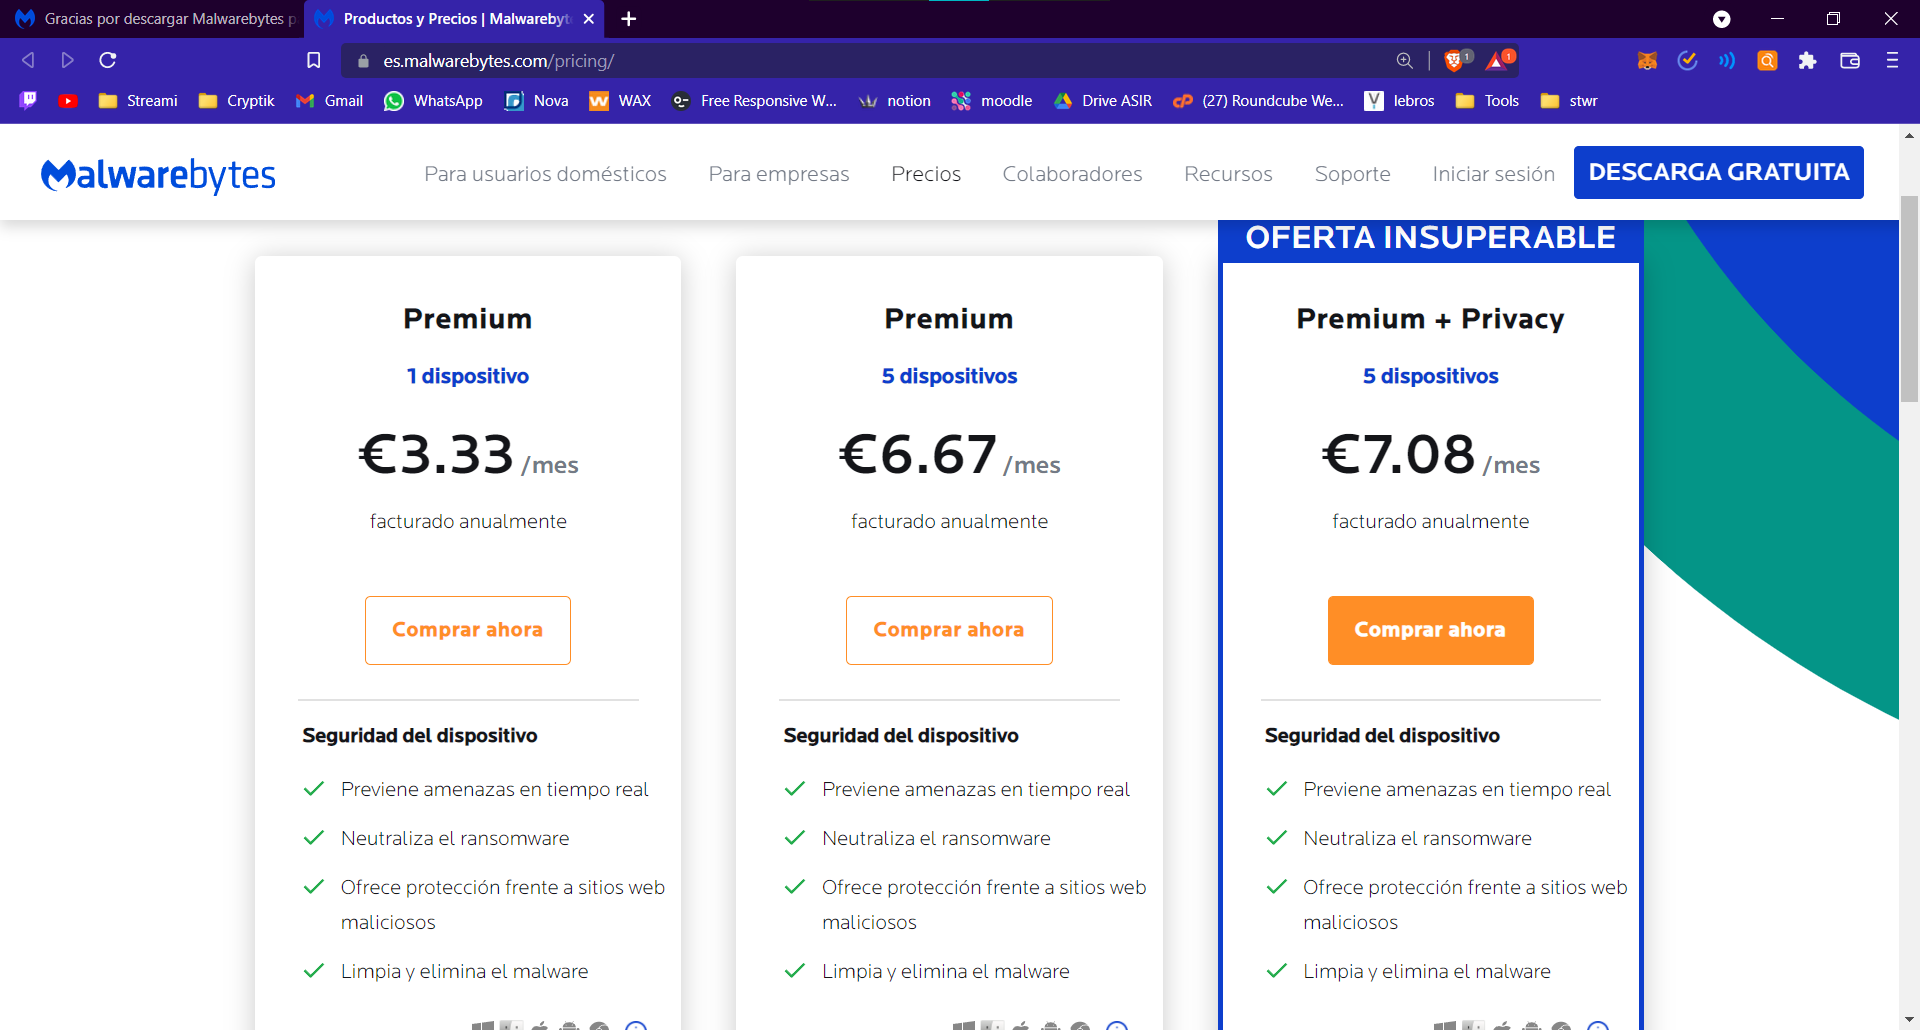 Gracias por descargar Malwarebytes p
Productos y Precios | Malwarebyt
es.malwarebytes.com/pricing/
1
1
Streami
Cryptik
Gmail
WhatsApp
Nova
WAX
Free Responsive W...
notion
moodle
Drive ASIR
(27) Roundcube We...
lebros
Tools
stwr
Malwarebytes
Para usuarios domésticos
Para empresas
Precios
Colaboradores
Recursos
Soporte
Iniciar sesión
DESCARGA GRATUITA
OFERTA INSUPERABLE
Premium
1 dispositivo
€3.33 /mes
facturado anualmente
Comprar ahora
Seguridad del dispositivo
Previene amenazas en tiempo real
Neutraliza el ransomware
Ofrece protección frente a sitios web
maliciosos
Limpia y elimina el malware
Premium
5 dispositivos
€6.67 /mes
facturado anualmente
Comprar ahora
Seguridad del dispositivo
Previene amenazas en tiempo real
Neutraliza el ransomware
Ofrece protección frente a sitios web
maliciosos
Limpia y elimina el malware
Premium + Privacy
5 dispositivos
€7.08 /mes
facturado anualmente
Comprar ahora
Seguridad del dispositivo
Previene amenazas en tiempo real
Neutraliza el ransomware
Ofrece protección frente a sitios web
maliciosos
Limpia y elimina el malware